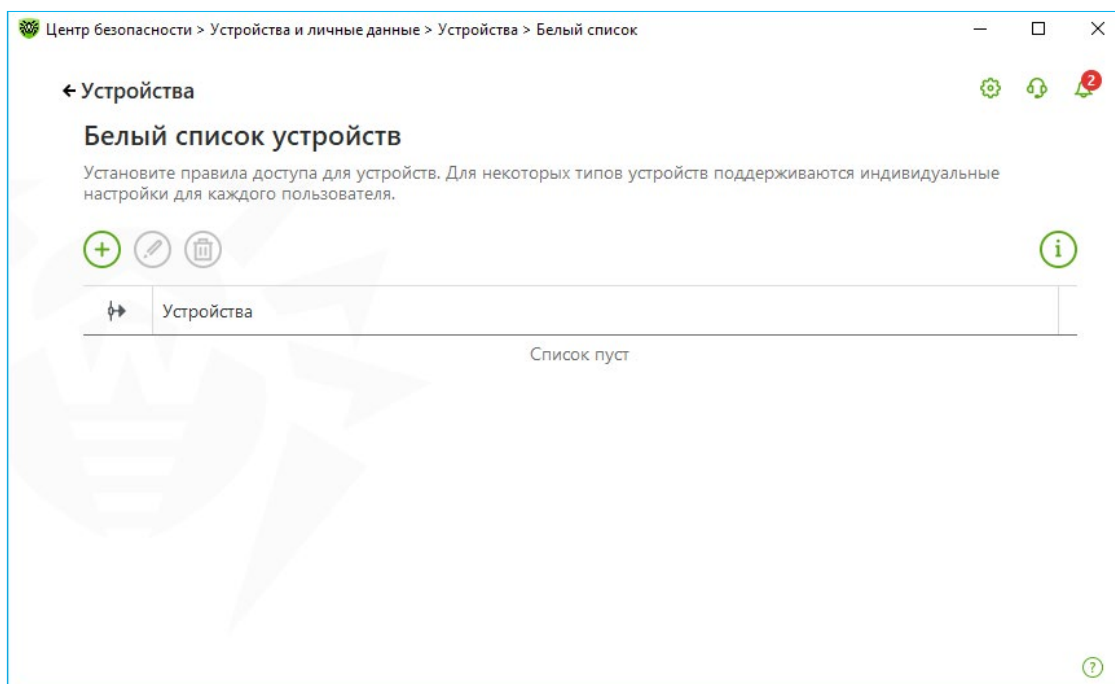 Центр безопасности > Устройства и личные данные > Устройства > Белый список
Устройства
2
Белый список устройств
Установите правила доступа для устройств. Для некоторых типов устройств поддерживаются индивидуальные
настройки для каждого пользователя.
i
Устройства
Список пуст
?